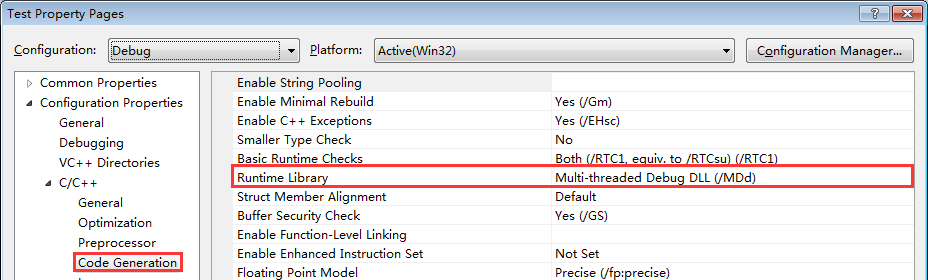 Test Property Pages
Configuration: Debug Platform: Active(Win32) Configuration Manager...
Common Properties
Configuration Properties
General
Debugging
VC++ Directories
C/C++
General
Optimization
Preprocessor
Code Generation
Enable String Pooling
Enable Minimal Rebuild Yes (/Gm)
Enable C++ Exceptions Yes (/EHsc)
Smaller Type Check No
Basic Runtime Checks Both (/RTC1, equiv. to /RTCsu) (/RTC1)
Runtime Library Multi-threaded Debug DLL (/MDd)
Struct Member Alignment Default
Buffer Security Check Yes (/GS)
Enable Function-Level Linking
Enable Enhanced Instruction Set Not Set
Floating Point Model Precise (/fp:precise)